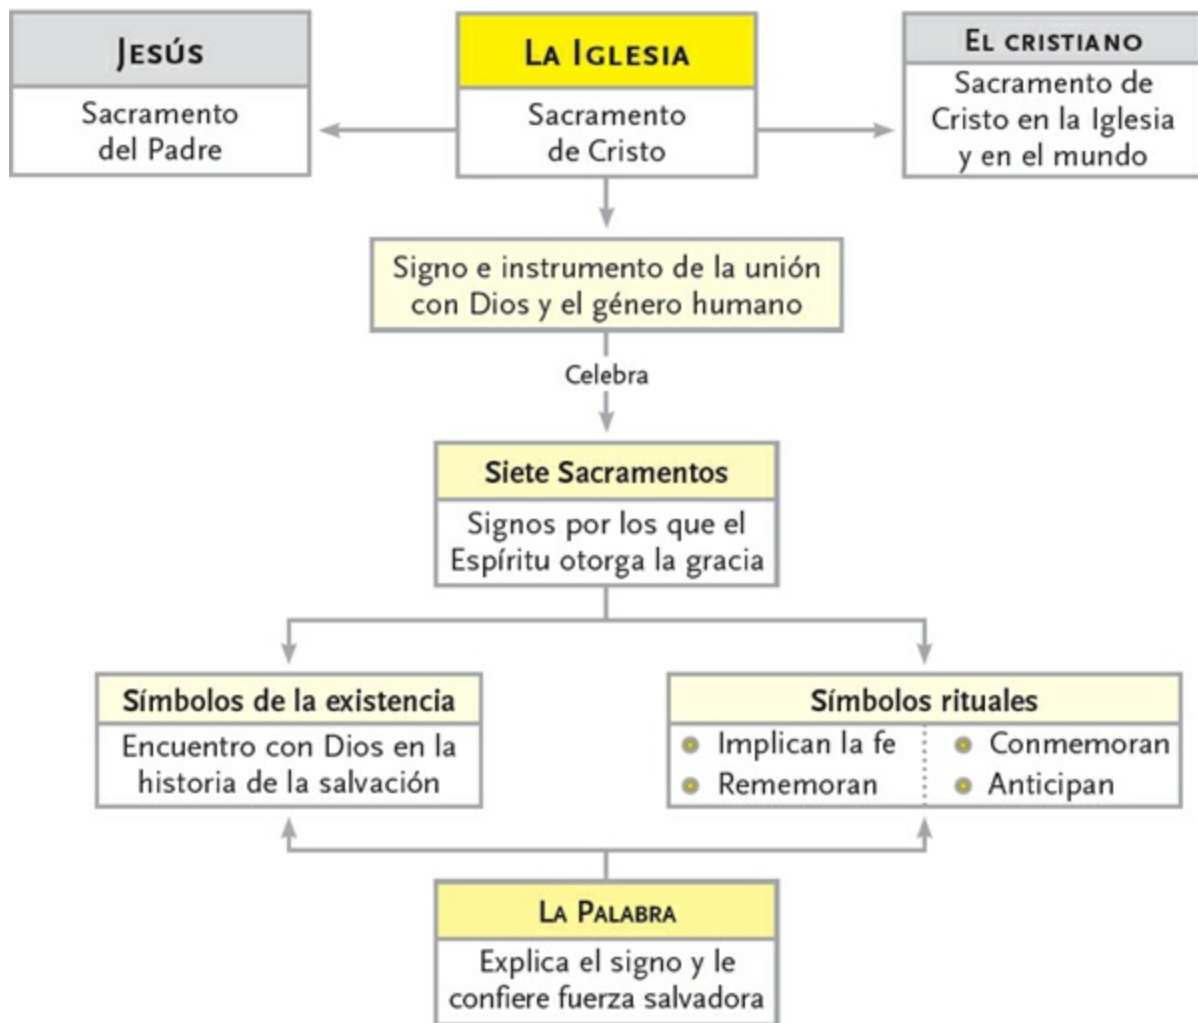 JESÚS
Sacramento
del Padre
LA IGLESIA
Sacramento
de Cristo
EL CRISTIANO
Sacramento de
Cristo en la Iglesia
y en el mundo
Signo e instrumento de la unión
con Dios y el género humano
Celebra
Siete Sacramentos
Signos por los que el
Espíritu otorga la gracia
Símbolos de la existencia
Encuentro con Dios en la
historia de la salvación
Símbolos rituales
Implican la fe
Rememoran
Conmemoran
Anticipan
LA PALABRA
Explica el signo y le
confiere fuerza salvadora